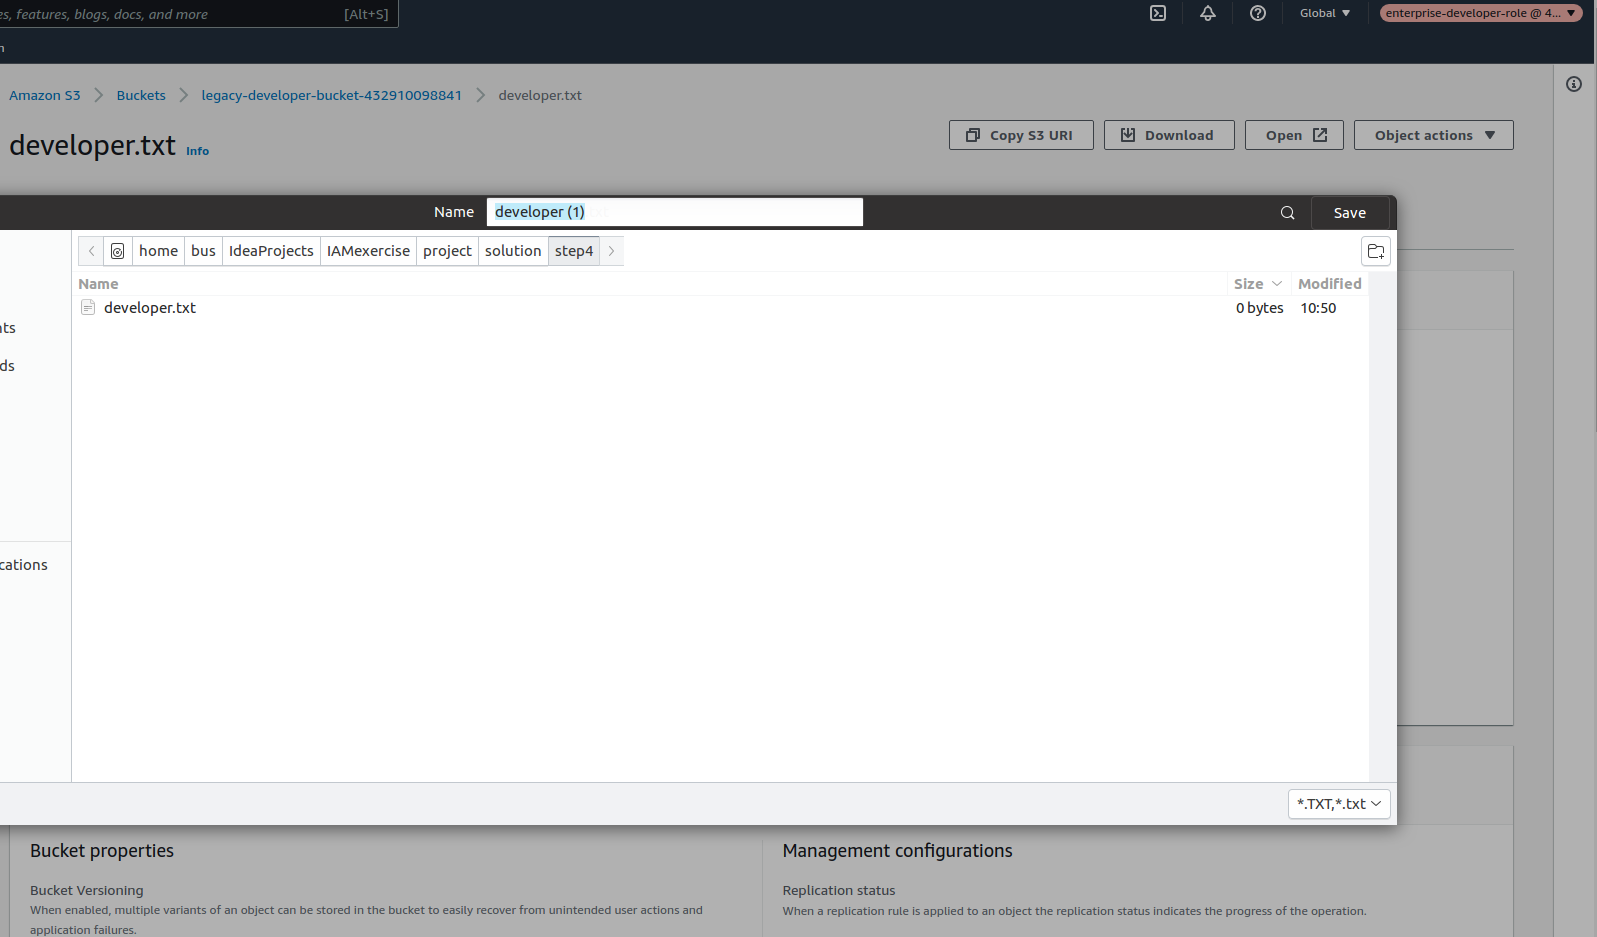 es, features, blogs, docs, and more [Alt+S] Global enterprise-developer-role @ 4...
n
Amazon S3 Buckets legacy-developer-bucket-432910098841 developer.txt
developer.txt Info Copy S3 URI Download Open Object actions
Name developer (1) Save
home bus IdeaProjects IAMexercise project solution step4
Name Size Modified
developer.txt 0 bytes 10:50
nts
ds
cations
*.TXT,*.txt
Bucket properties Management configurations
Bucket Versioning Replication status
When enabled, multiple variants of an object can be stored in the bucket to easily recover from unintended user actions and When a replication rule is applied to an object the replication status indicates the progress of the operation.
application failures.